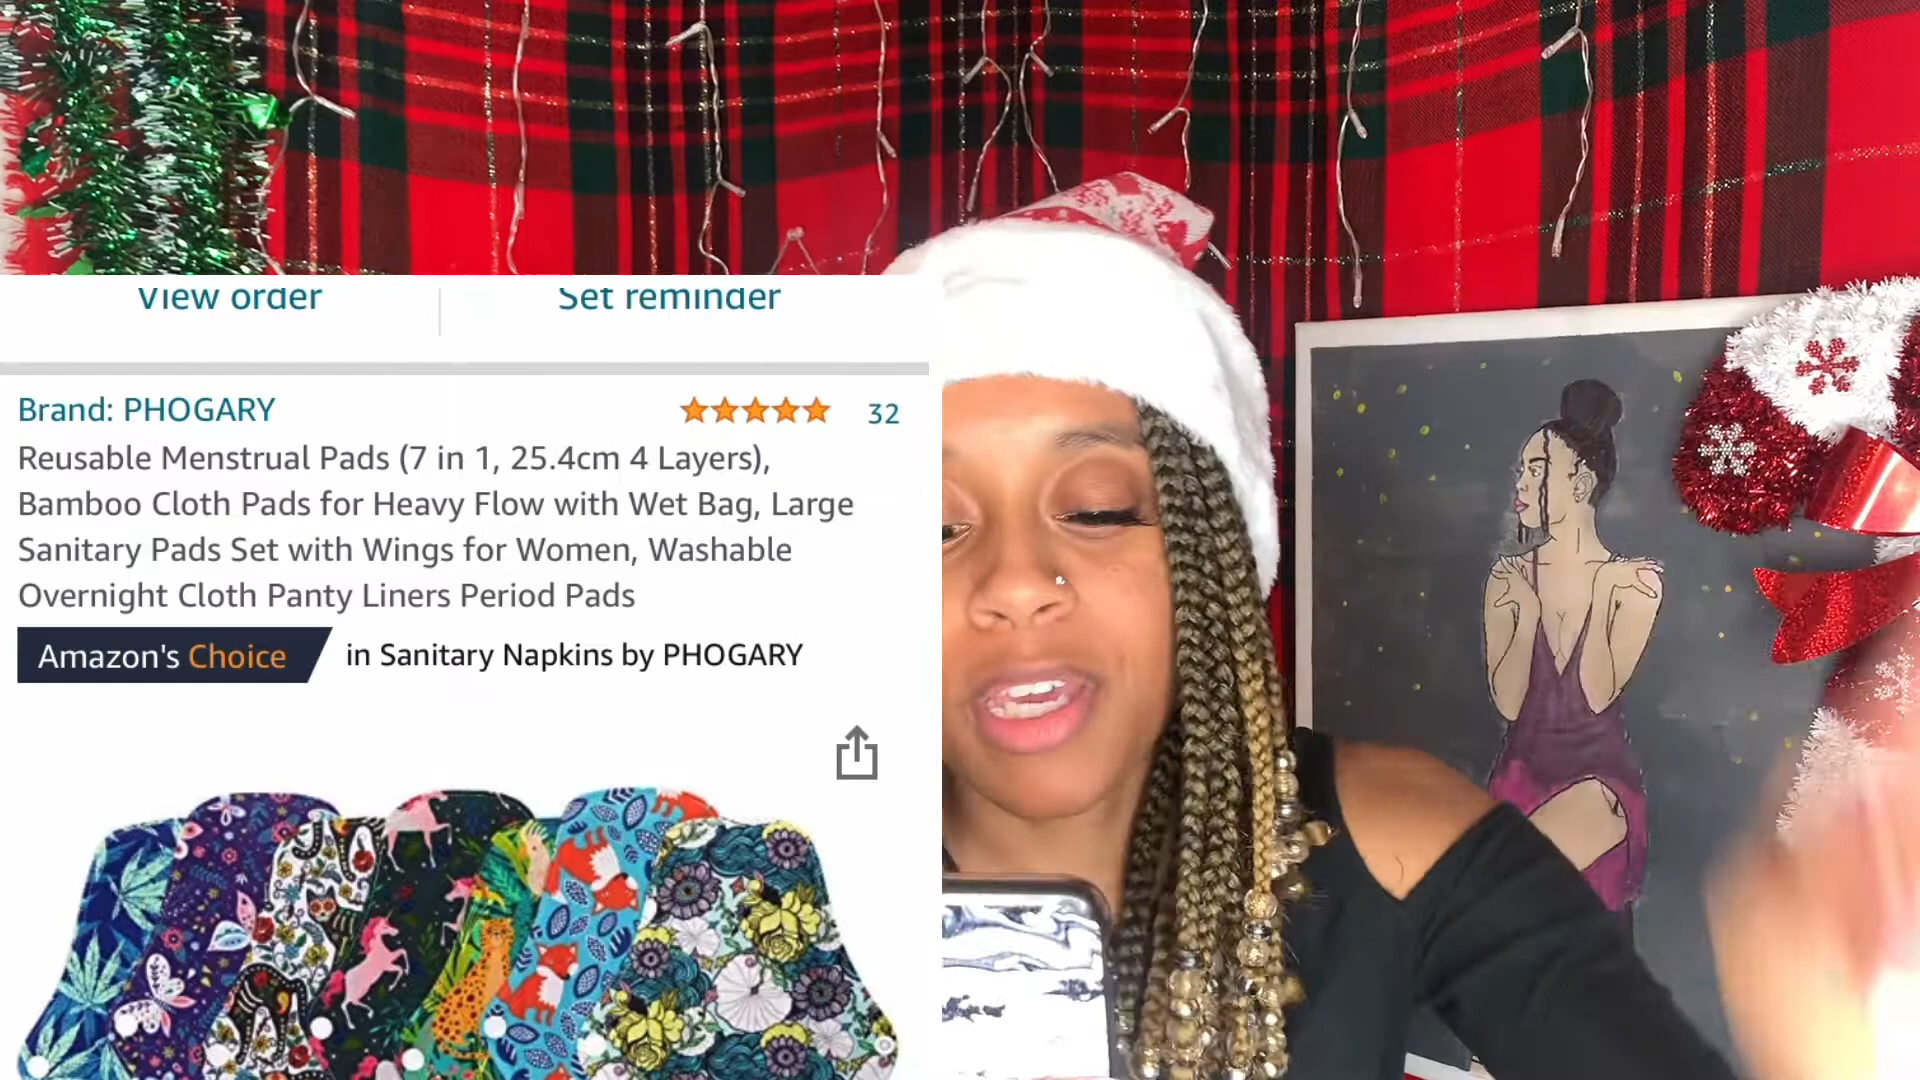 View order
Set reminder
Brand: PHOGARY
32
Reusable Menstrual Pads (7 in 1, 25.4cm 4 Layers),
Bamboo Cloth Pads for Heavy Flow with Wet Bag, Large
Sanitary Pads Set with Wings for Women, Washable
Overnight Cloth Panty Liners Period Pads
Amazon's Choice
in Sanitary Napkins by PHOGARY